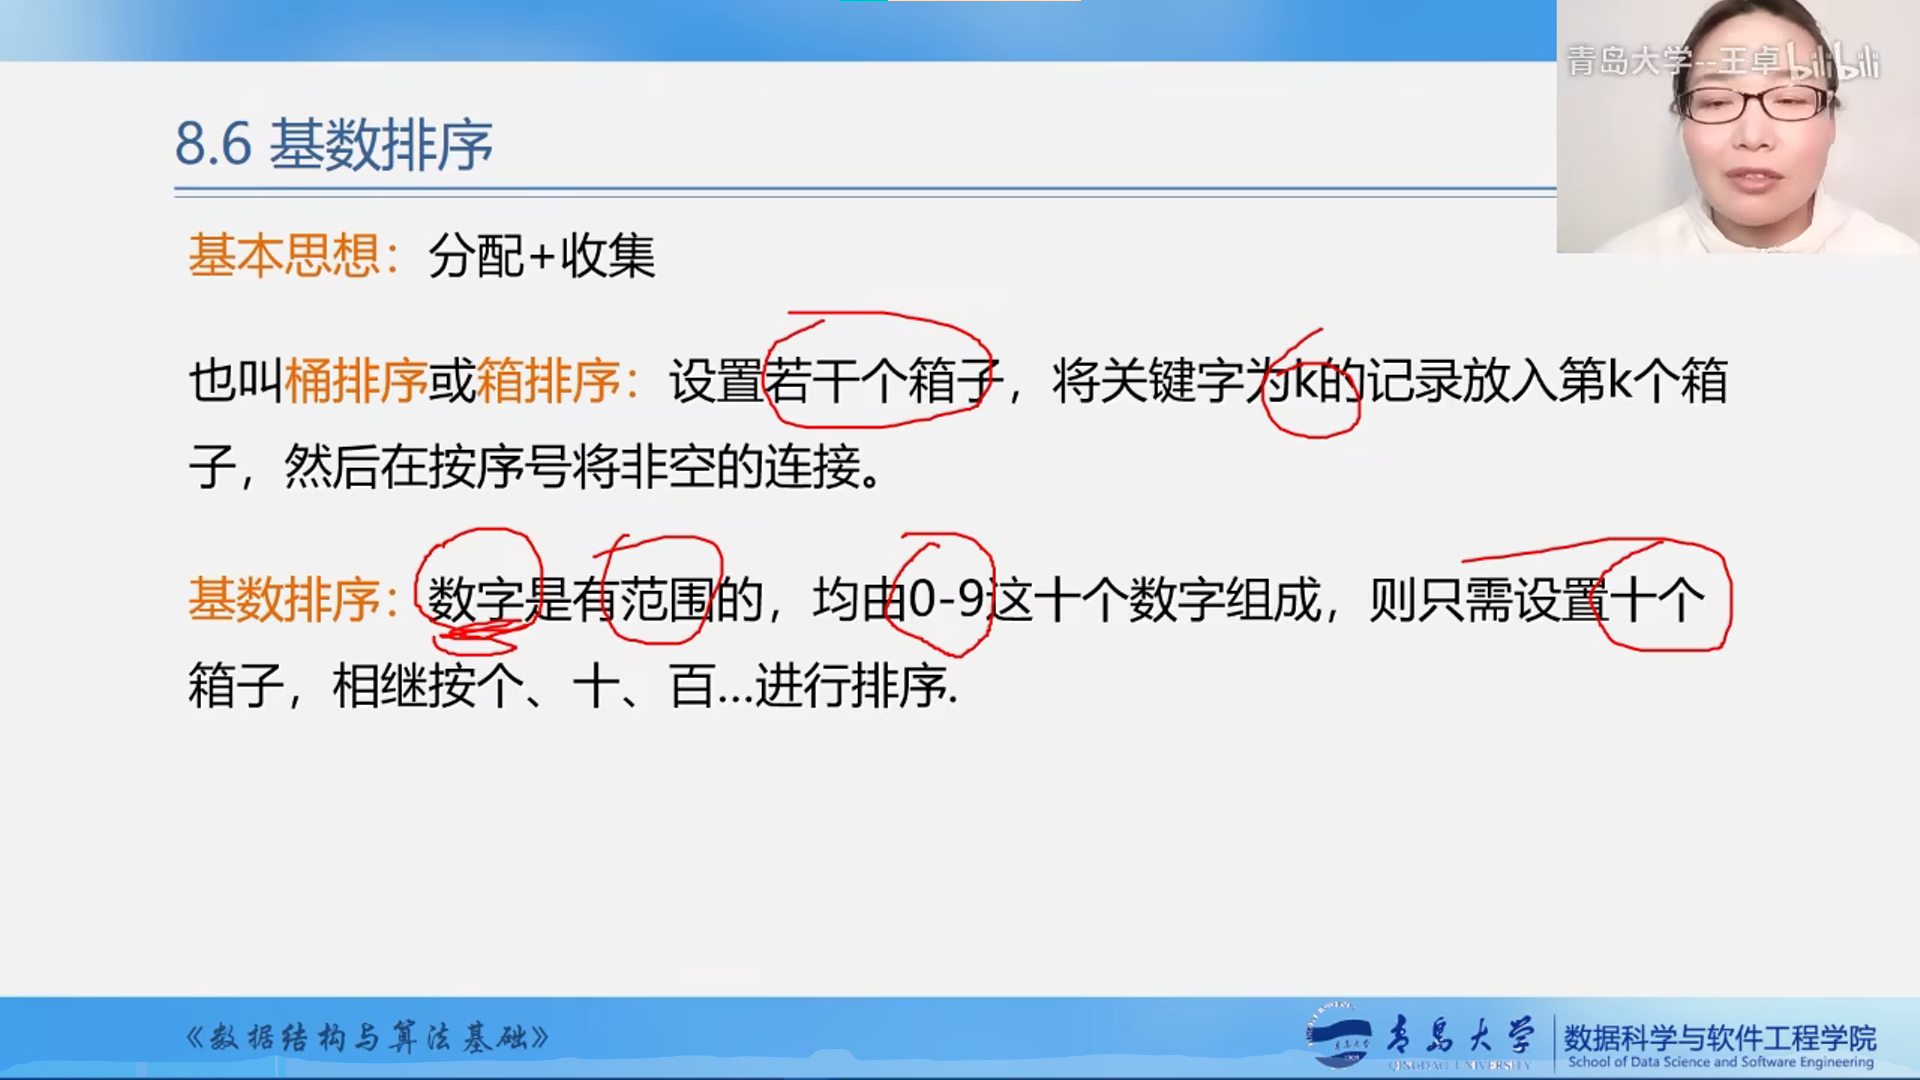 青岛大学--王卓 bilibili
8.6 基数排序
基本思想：分配+收集
也叫桶排序或箱排序：设置若干个箱子，将关键字为k的记录放入第k个箱
子，然后在按序号将非空的连接。
基数排序：数字是有范围的，均由0-9这十个数字组成，则只需设置十个
箱子，相继按个、十、百...进行排序.
《数据结构与算法基础》
青岛大学
QINGDAO UNIVERSITY
数据科学与软件工程学院
School of Data Science and Software Engineering